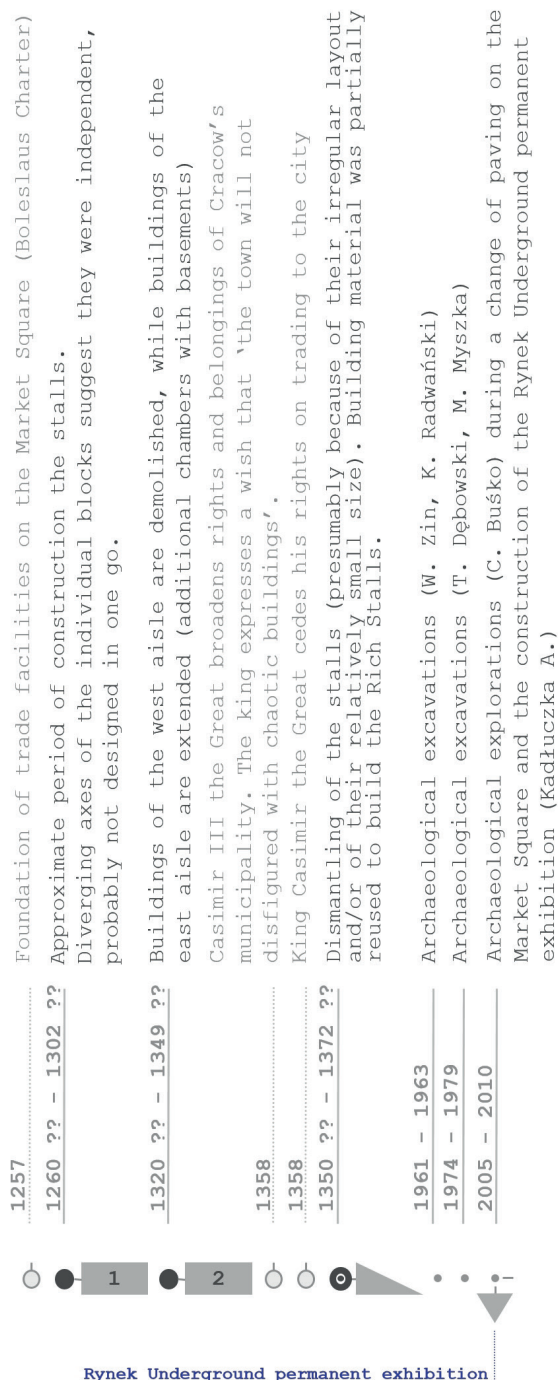 1257
Foundation of trade facilities on the Market Square (Boleslaus Charter)
1260 ?? - 1302 ??
Approximate period of construction the stalls.
Diverging axes of the individual blocks suggest they were independent,
probably not designed in one go.
1
1320 ?? - 1349 ??
Buildings of the west aisle are demolished, while buildings of the
east aisle are extended (additional chambers with basements)
2
1358
Casimir III the Great broadens rights and belongings of Cracow's
municipality. The king expresses a wish that 'the town will not
disfigured with chaotic buildings'.
1358
King Casimir the Great cedes his rights on trading to the city
1350 ?? - 1372 ??
Dismantling of the stalls (presumably because of their irregular layout
and/or of their relatively small size). Building material was partially
reused to build the Rich Stalls.
0
1961 - 1963
Archaeological excavations (W. Zin, K. Radwański)
1974 - 1979
Archaeological excavations (T. Dębowski, M. Myszka)
2005 - 2010
Archaeological explorations (C. Buśko) during a change of paving on the
Market Square and the construction of the Rynek Underground permanent
exhibition (Kadłuczka A.)
Rynek Underground permanent exhibition